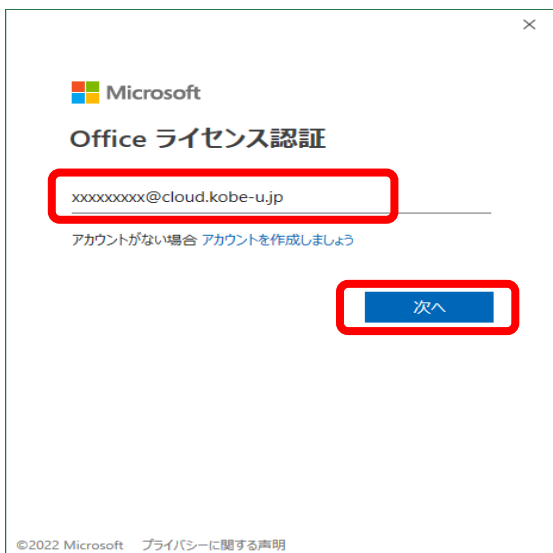 Microsoft
Office ライセンス認証
xxxxxxxxx@cloud.kobe-u.jp
アカウントがない場合 アカウントを作成しましょう
次へ
©2022 Microsoft プライバシーに関する声明